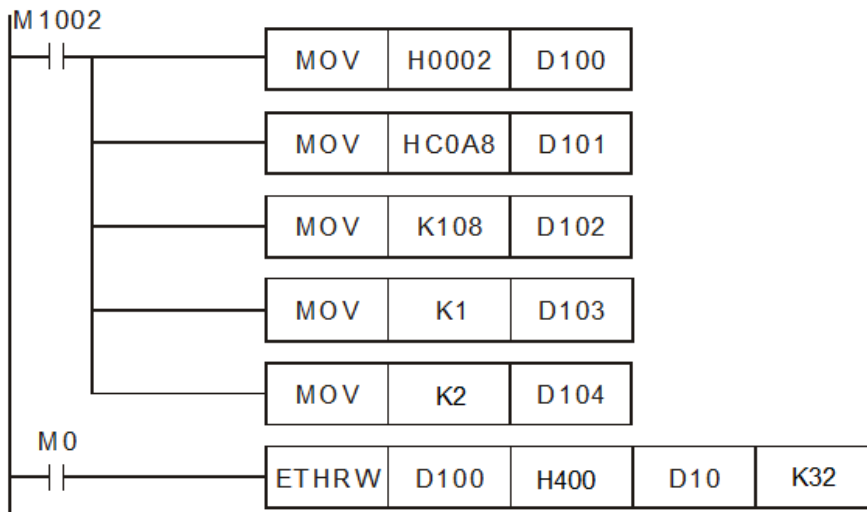 M1002
MOV H0002 D100
MOV HC0A8 D101
MOV K108 D102
MOV K1 D103
MOV K2 D104
M0
ETHRW D100 H400 D10 K32